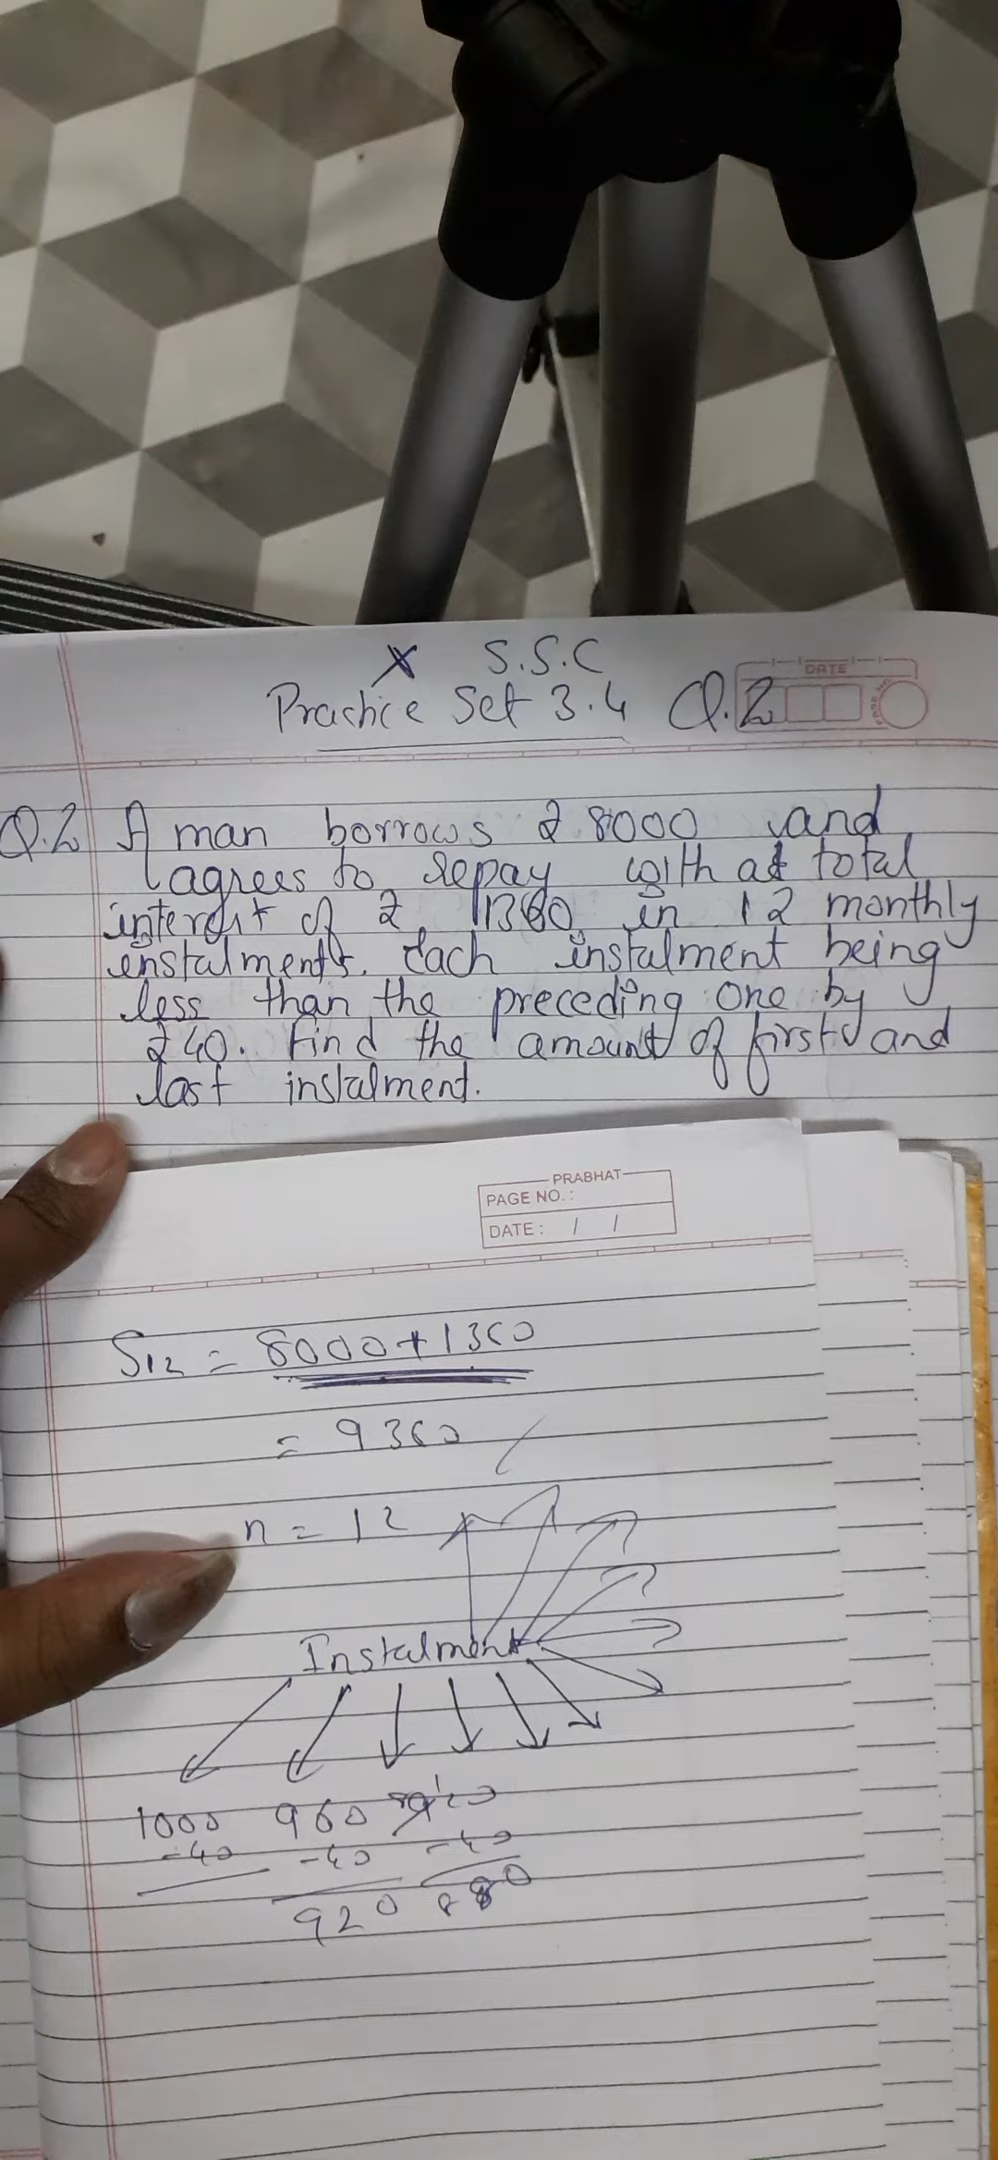 X S.S.C
Practice Set 3.4 Q.2
DATE
Q.2 A man borrows ₹ 8000 and
agrees to repay with at total
interest of ₹ 1360 in 12 monthly
instalments. Each instalment being
less than the preceding one by
₹40. Find the amount of first and
last instalment.
PRABHAT
PAGE NO. :
DATE : / /
S12 = 8000+1360
= 9360
n = 12
Instalment
1000 960 920
-40 -40 -40
920 880